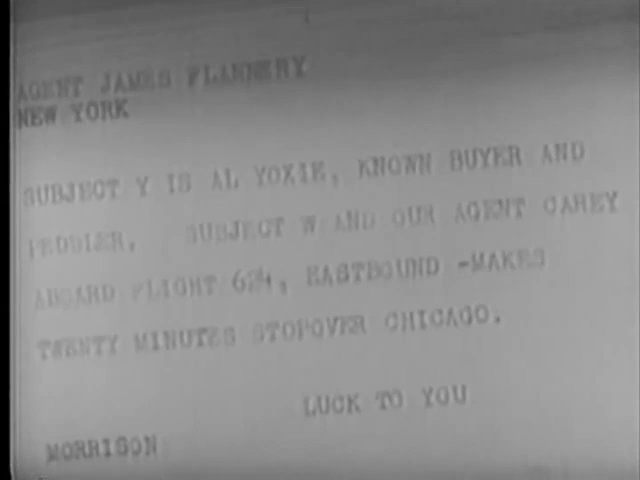 AGENT JAMES FLANNERY
NEW YORK
SUBJECT Y IS AL YOXIE, KNOWN BUYER AND
PEDDLER. SUBJECT W AND OUR AGENT CAREY
ABOARD FLIGHT 624, EASTBOUND -MAKES
TWENTY MINUTES STOPOVER CHICAGO.
LUCK TO YOU
MORRISON